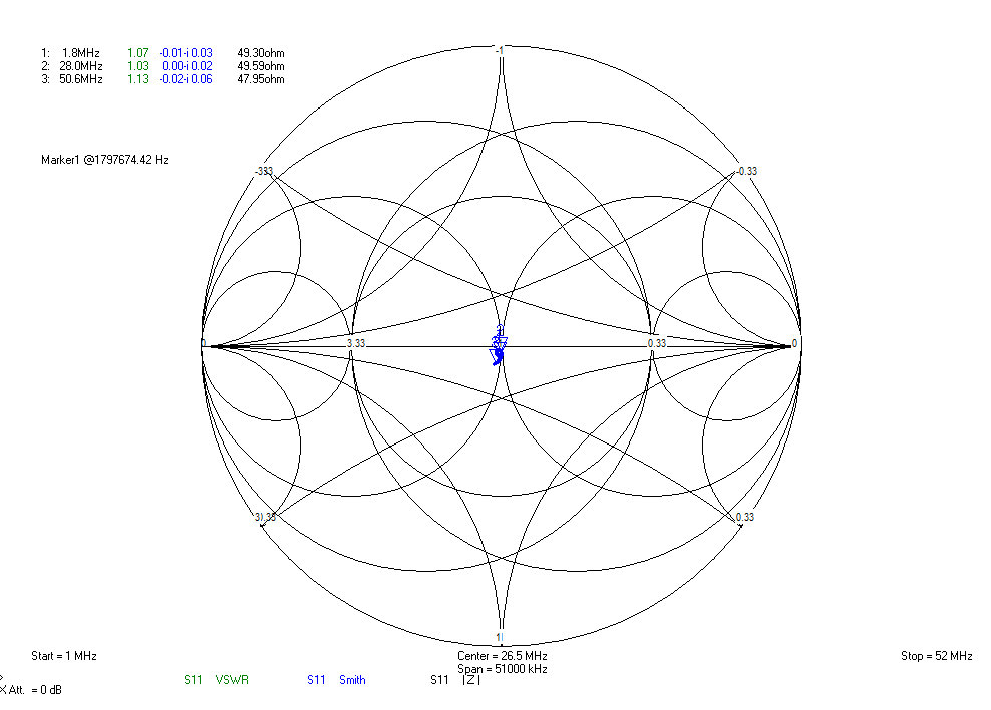 1: 1.8MHz 1.07 -0.01-i 0.03 49.30ohm
2: 28.0MHz 1.03 0.00-i 0.02 49.59ohm
3: 50.6MHz 1.13 -0.02-i 0.06 47.95ohm
-1
Marker1 @1797674.42 Hz
-333
-0.33
0
3.33
0.33
0
0.33
1
Start = 1 MHz
Center = 26.5 MHz
Stop = 52 MHz
Span = 51000 kHz
S11 VSWR
S11 Smith
S11 |Z|
Att. = 0 dB